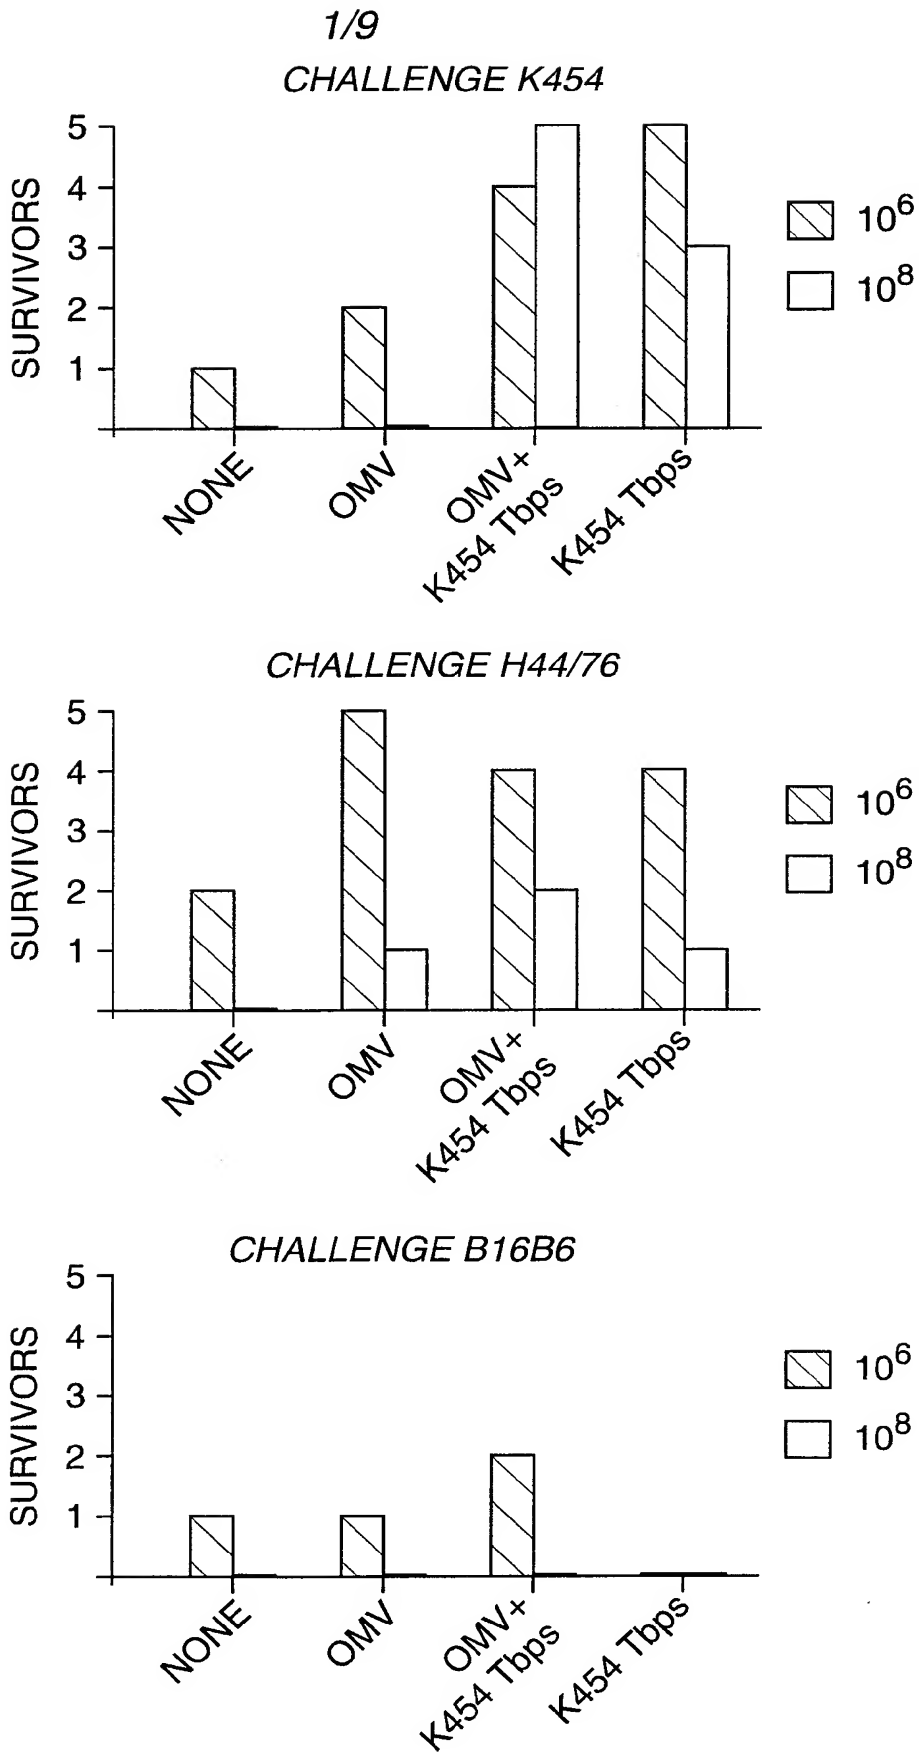 1/9
CHALLENGE K454
SURVIVORS
5
4
3
2
1
NONE
OMV
OMV+
K454 Tbps
K454 Tbps
10⁶
10⁸
CHALLENGE H44/76
SURVIVORS
5
4
3
2
1
NONE
OMV
OMV+
K454 Tbps
K454 Tbps
10⁶
10⁸
CHALLENGE B16B6
SURVIVORS
5
4
3
2
1
NONE
OMV
OMV+
K454 Tbps
K454 Tbps
10⁶
10⁸